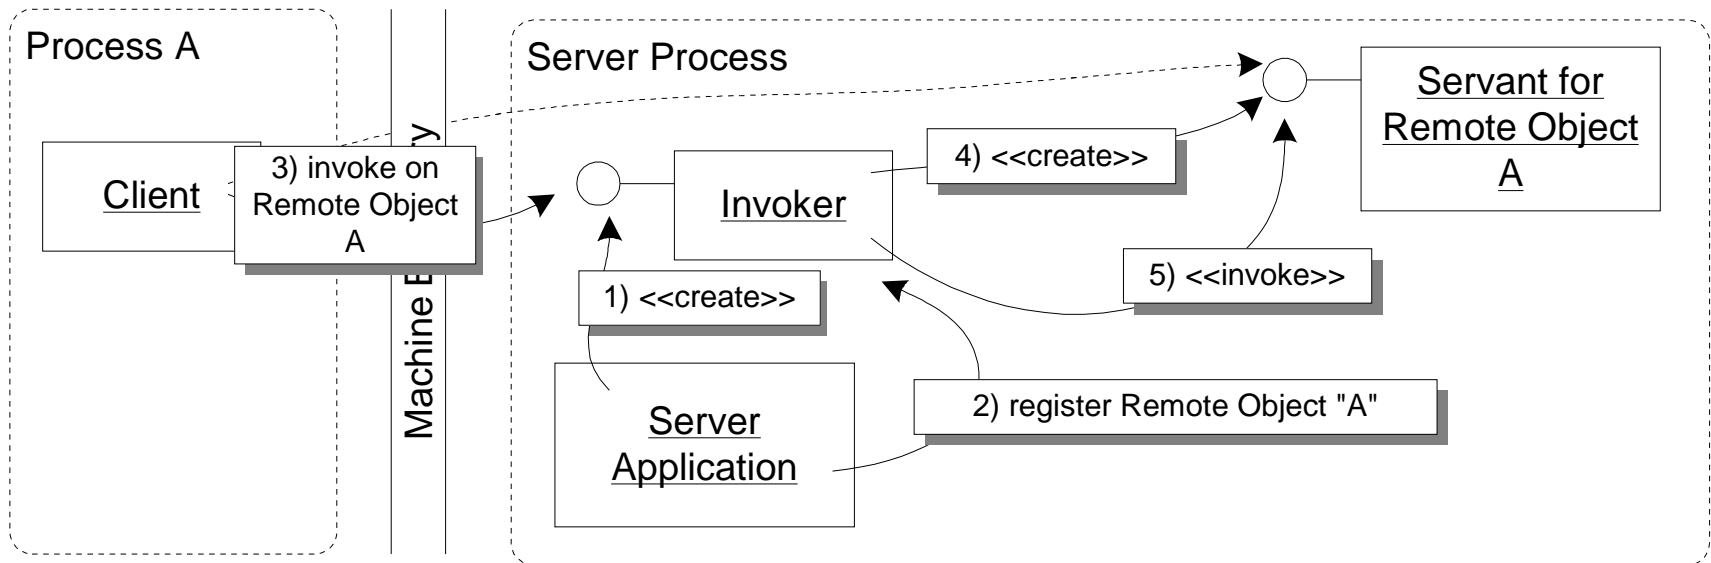 Process A
Server Process
Client
3) invoke on
Remote Object
A
Machine B
ry
Invoker
4) <<create>>
Servant for
Remote Object
A
1) <<create>>
5) <<invoke>>
2) register Remote Object "A"
Server
Application